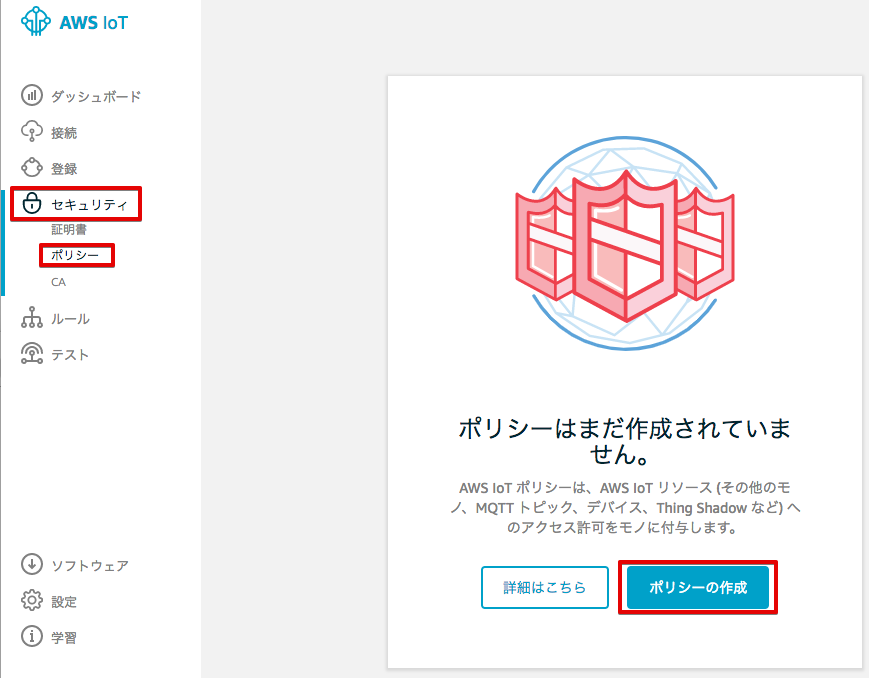 AWS IoT
ダッシュボード
接続
登録
セキュリティ
証明書
ポリシー
CA
ルール
テスト
ソフトウェア
設定
学習
ポリシーはまだ作成されていま
せん。
AWS IoT ポリシーは、AWS IoT リソース (その他のモ
ノ、MQTT トピック、デバイス、Thing Shadow など) へ
のアクセス許可をモノに付与します。
詳細はこちら
ポリシーの作成